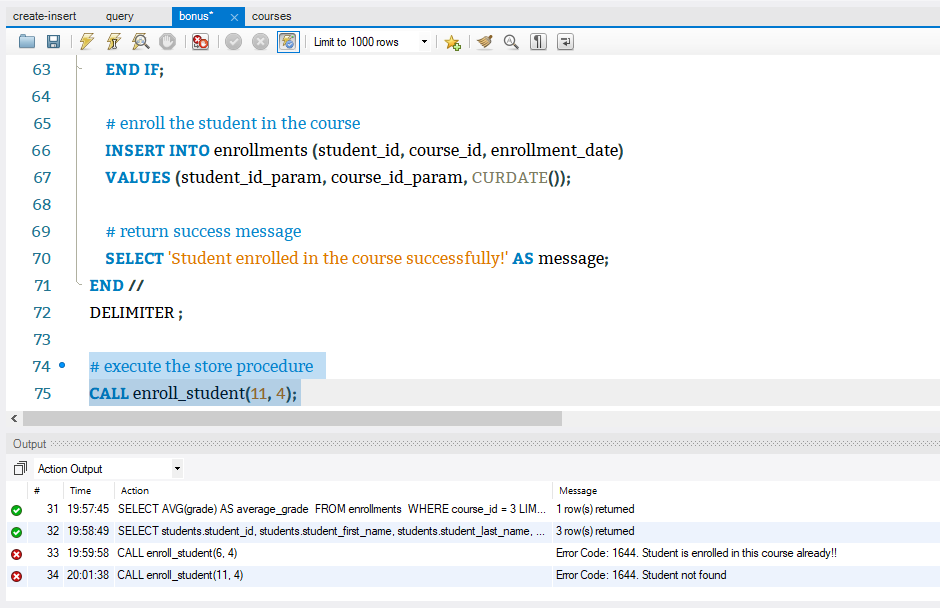 create-insert query bonus* courses
Limit to 1000 rows
63 END IF;
64
65 # enroll the student in the course
66 INSERT INTO enrollments (student_id, course_id, enrollment_date)
67 VALUES (student_id_param, course_id_param, CURDATE());
68
69 # return success message
70 SELECT 'Student enrolled in the course successfully!' AS message;
71 END //
72 DELIMITER ;
73
74 # execute the store procedure
75 CALL enroll_student(11, 4);
Output
Action Output
# Time Action Message
31 19:57:45 SELECT AVG(grade) AS average_grade FROM enrollments WHERE course_id = 3 LIM... 1 row(s) returned
32 19:58:49 SELECT students.student_id, students.student_first_name, students.student_last_name, ... 3 row(s) returned
33 19:59:58 CALL enroll_student(6, 4) Error Code: 1644. Student is enrolled in this course already!!
34 20:01:38 CALL enroll_student(11, 4) Error Code: 1644. Student not found